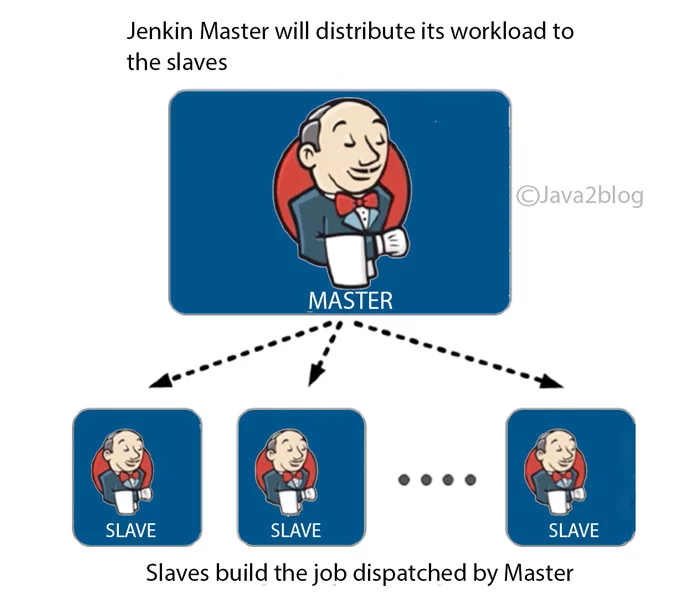 Jenkin Master will distribute its workload to
the slaves
©Java2blog
MASTER
SLAVE
SLAVE
SLAVE
Slaves build the job dispatched by Master